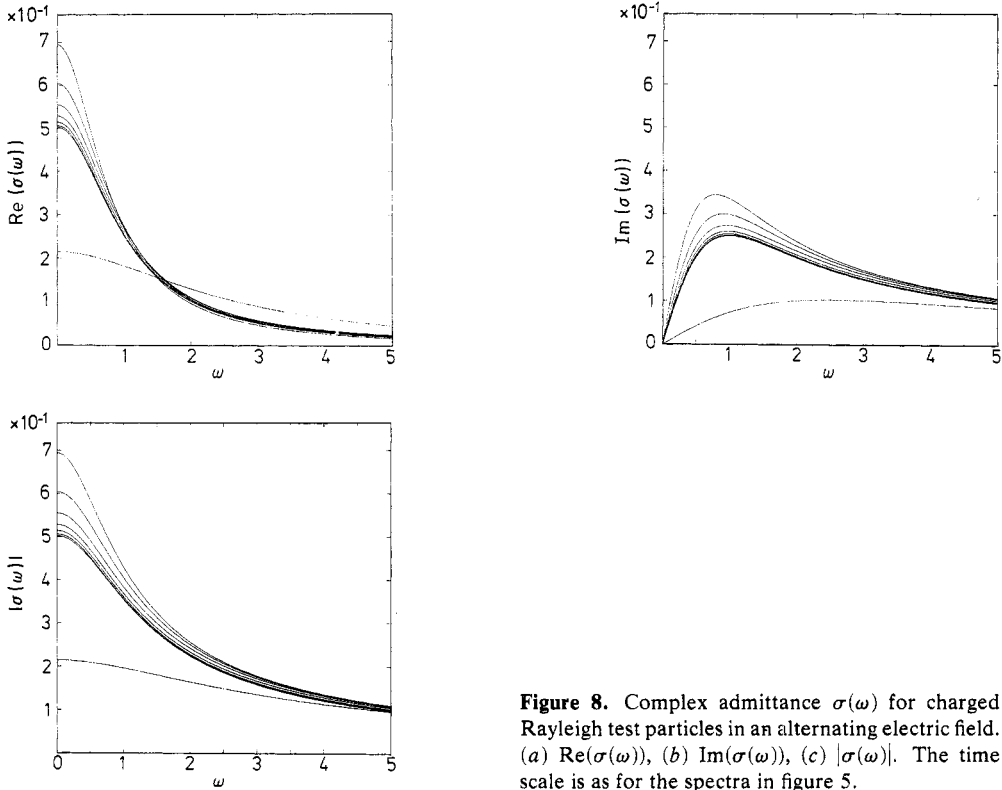 ×10⁻¹
7
6
5
4
3
2
1
0
Re (σ(ω))
0 1 2 3 4 5
ω
×10⁻¹
7
6
5
4
3
2
1
0
Im (σ(ω))
0 1 2 3 4 5
ω
×10⁻¹
7
6
5
4
3
2
1
|σ(ω)|
0 1 2 3 4 5
ω
Figure 8. Complex admittance σ(ω) for charged
Rayleigh test particles in an alternating electric field.
(a) Re(σ(ω)), (b) Im(σ(ω)), (c) |σ(ω)|. The time
scale is as for the spectra in figure 5.